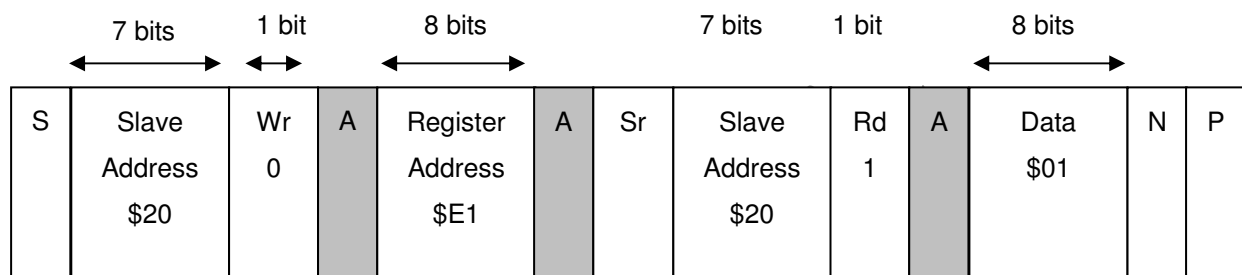 7 bits 1 bit 8 bits 7 bits 1 bit 8 bits
S Slave Wr A Register A Sr Slave Rd A Data N P
Address 0 Address Address 1 $01
$20 $E1 $20